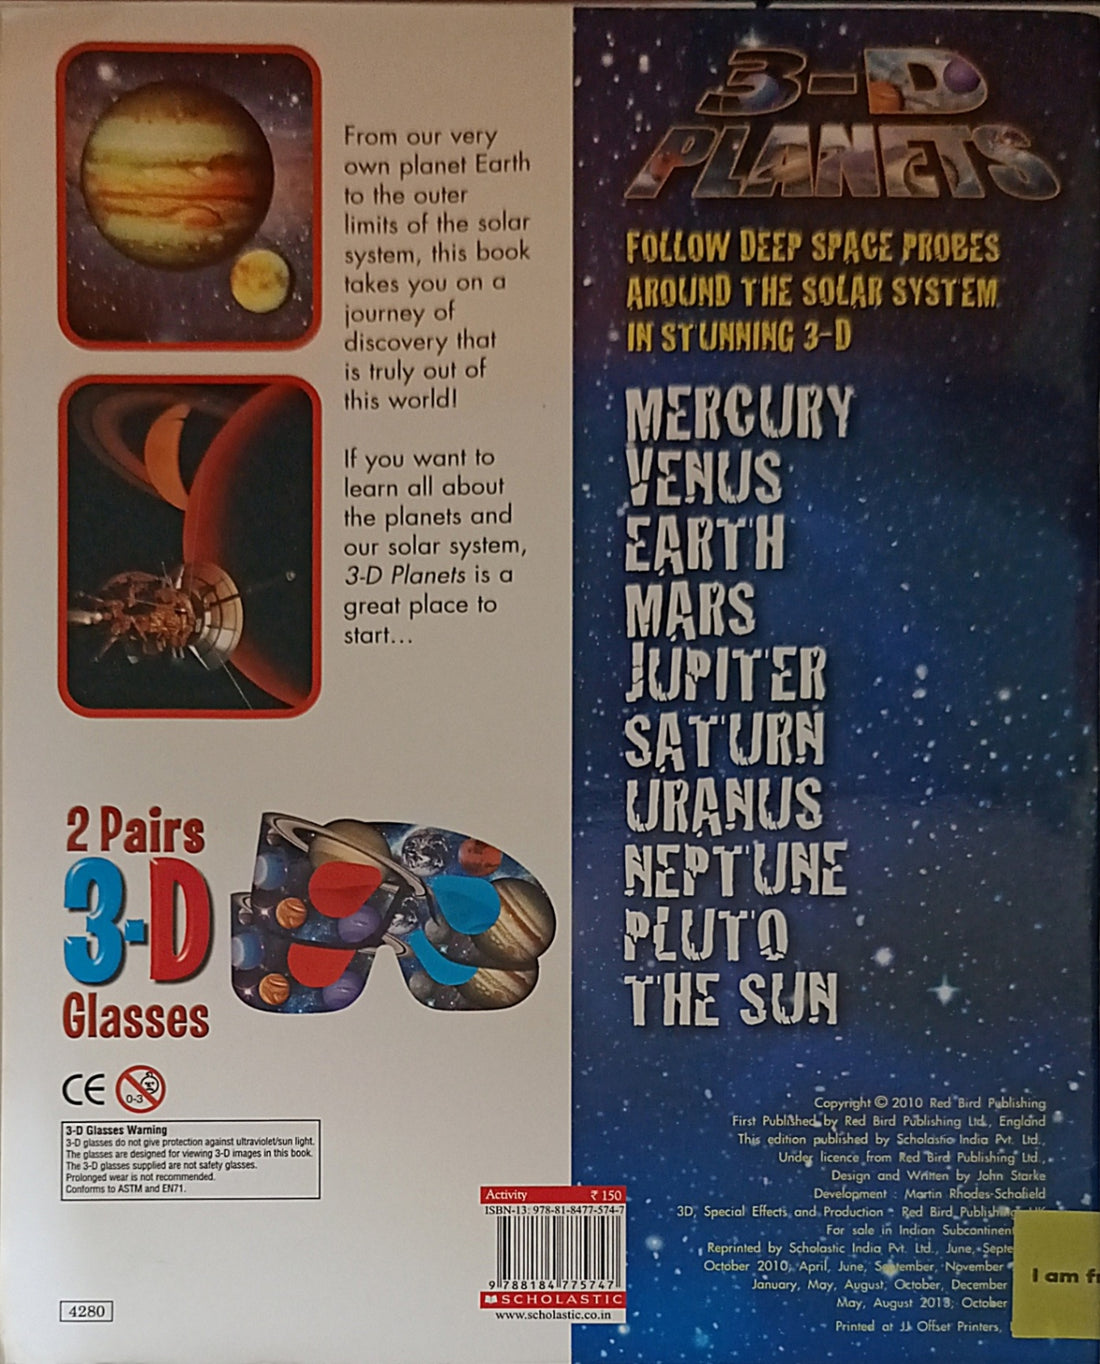 From our very
own planet Earth
to the outer
limits of the solar
system, this book
takes you on a
journey of
discovery that
is truly out of
this world!
If you want to
learn all about
the planets and
our solar system,
3-D Planets is a
great place to
start...
2 Pairs
3-D
Glasses
CE
0-3
3-D Glasses Warning
3-D glasses do not give protection against ultraviolet/sun light.
The glasses are designed for viewing 3-D images in this book.
The 3-D glasses supplied are not safety glasses.
Prolonged wear is not recommended.
Conforms to ASTM and EN71.
4280
Activity ₹ 150
ISBN-13: 978-81-8477-574-7
9 788184 775747
SCHOLASTIC
www.scholastic.co.in
3-D
PLANETS
FOLLOW DEEP SPACE PROBES
AROUND THE SOLAR SYSTEM
IN STUNNING 3-D
MERCURY
VENUS
EARTH
MARS
JUPITER
SATURN
URANUS
NEPTUNE
PLUTO
THE SUN
Copyright © 2010 Red Bird Publishing
First Published by Red Bird Publishing Ltd., England
This edition published by Scholastic India Pvt. Ltd.,
Under licence from Red Bird Publishing Ltd.,
Design and Written by John Starke
Development : Martin Rhodes-Schofield
3D, Special Effects and Production : Red Bird
For sale in Indian Subcontinent
Reprinted by Scholastic India Pvt. Ltd., June,
October 2010, April, June, September, November
January, May, August, October, December
May, August 2013, October
Printed at JJ Offset Printers,
I am